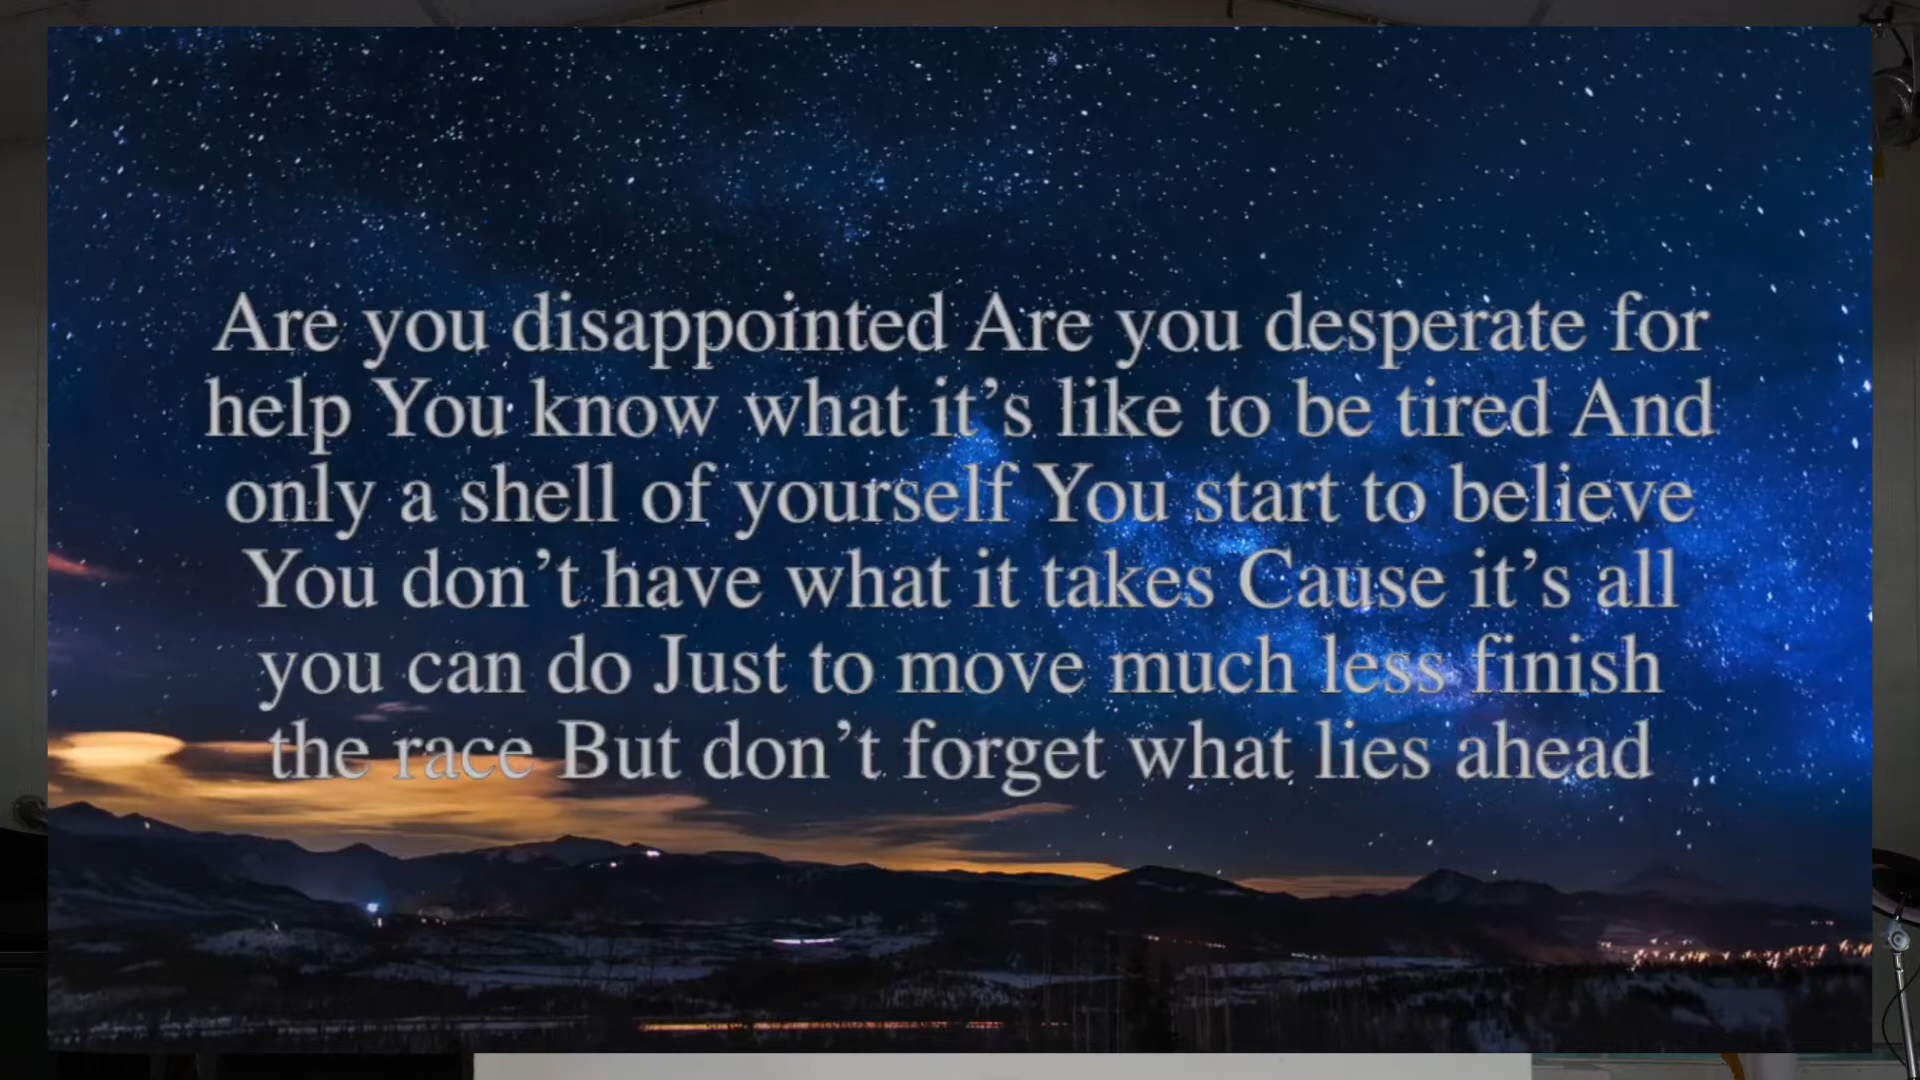 Are you disappointed Are you desperate for
help You know what it’s like to be tired And
only a shell of yourself You start to believe
You don’t have what it takes Cause it’s all
you can do Just to move much less finish
the race But don’t forget what lies ahead